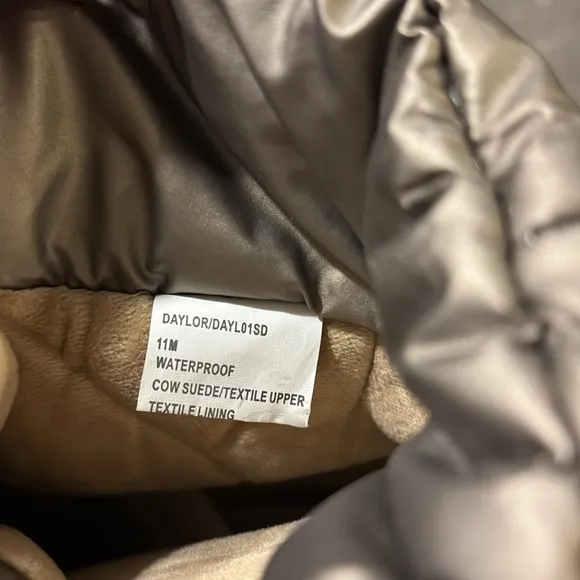 DAYLOR/DAYL01SD
11M
WATERPROOF
COW SUEDE/TEXTILE UPPER
TEXTILE LINING